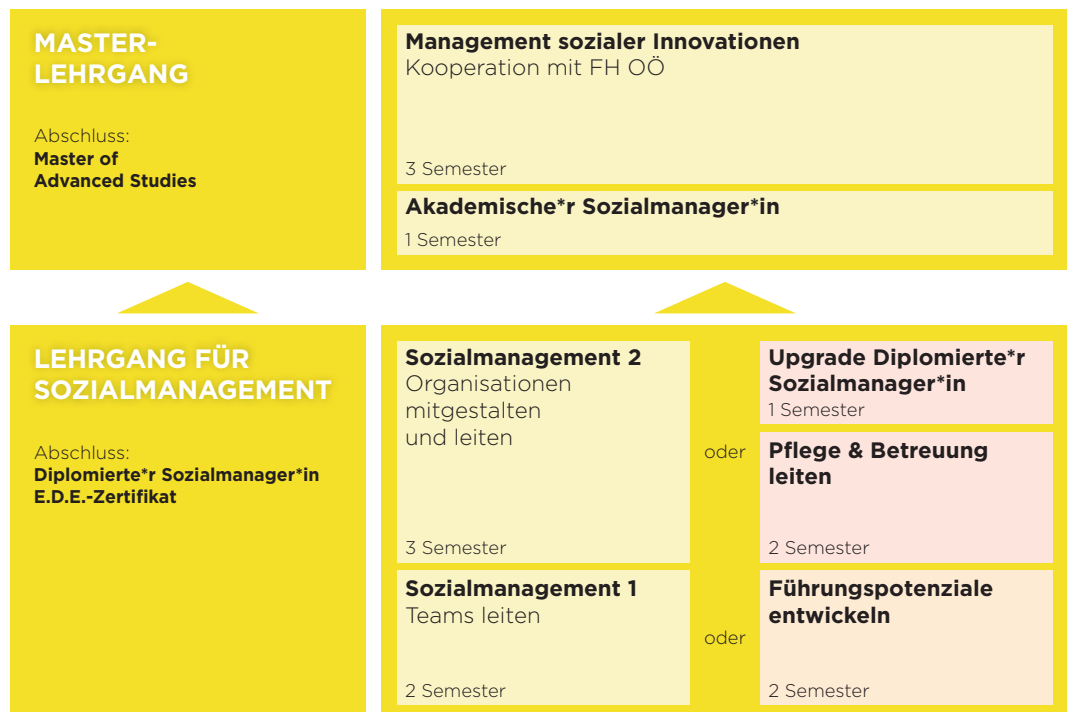 MASTER-
LEHRGANG
Abschluss:
Master of
Advanced Studies
Management sozialer Innovationen
Kooperation mit FH OÖ
3 Semester
Akademische*r Sozialmanager*in
1 Semester
LEHRGANG FÜR
SOZIALMANAGEMENT
Abschluss:
Diplomierte*r Sozialmanager*in
E.D.E.-Zertifikat
Sozialmanagement 2
Organisationen
mitgestalten
und leiten
3 Semester
oder
Upgrade Diplomierte*r
Sozialmanager*in
1 Semester
Pflege & Betreuung
leiten
2 Semester
Sozialmanagement 1
Teams leiten
2 Semester
oder
Führungspotenziale
entwickeln
2 Semester